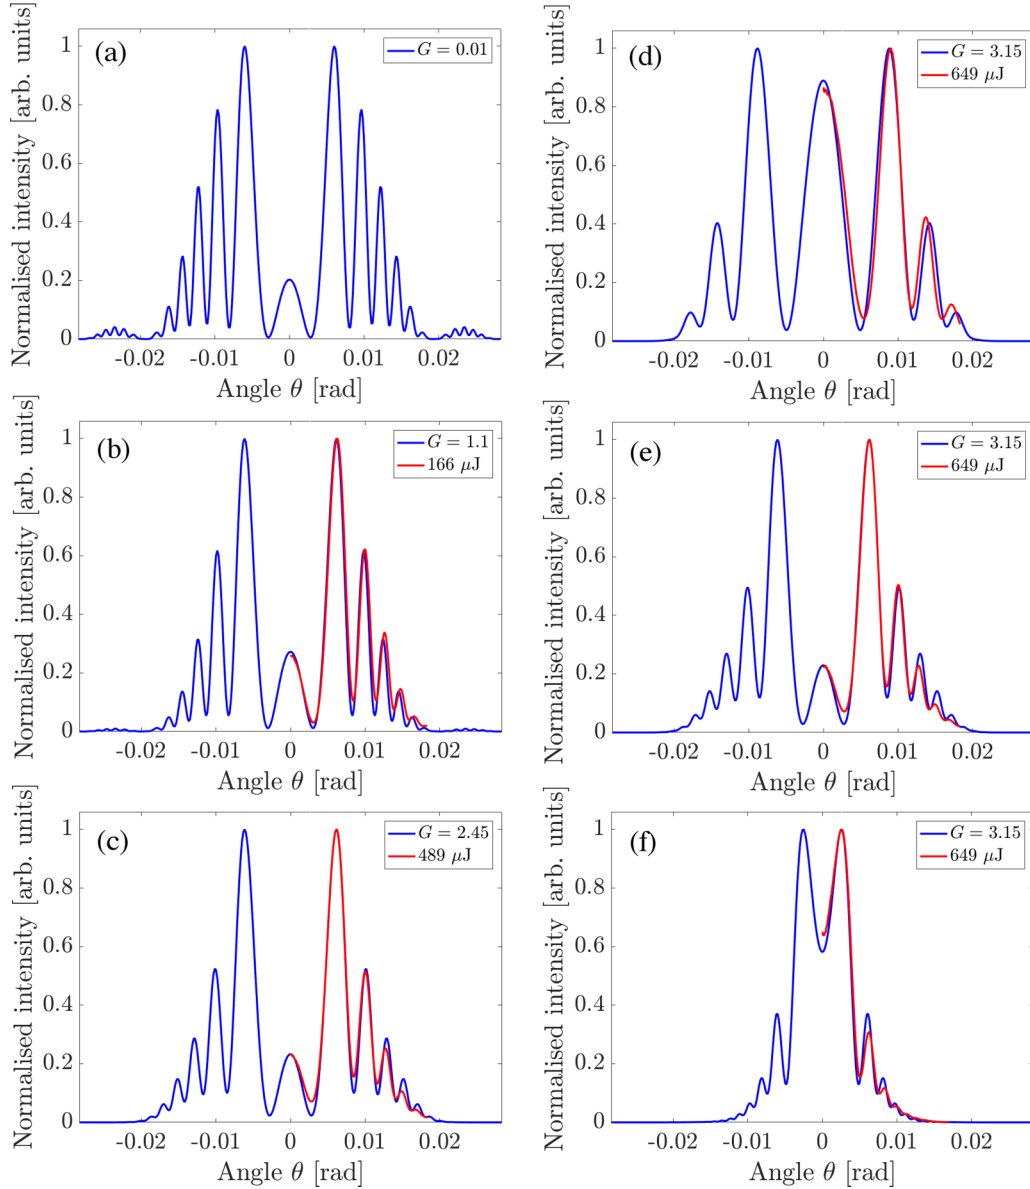 (a)
G = 0.01
1
0.8
0.6
0.4
0.2
0
-0.02
-0.01
0
0.01
0.02
Angle θ [rad]
Normalised intensity [arb. units]
(b)
G = 1.1
166 μJ
1
0.8
0.6
0.4
0.2
0
-0.02
-0.01
0
0.01
0.02
Angle θ [rad]
Normalised intensity [arb. units]
(c)
G = 2.45
489 μJ
1
0.8
0.6
0.4
0.2
0
-0.02
-0.01
0
0.01
0.02
Angle θ [rad]
Normalised intensity [arb. units]
(d)
G = 3.15
649 μJ
1
0.8
0.6
0.4
0.2
0
-0.02
-0.01
0
0.01
0.02
Angle θ [rad]
Normalised intensity [arb. units]
(e)
G = 3.15
649 μJ
1
0.8
0.6
0.4
0.2
0
-0.02
-0.01
0
0.01
0.02
Angle θ [rad]
Normalised intensity [arb. units]
(f)
G = 3.15
649 μJ
1
0.8
0.6
0.4
0.2
0
-0.02
-0.01
0
0.01
0.02
Angle θ [rad]
Normalised intensity [arb. units]